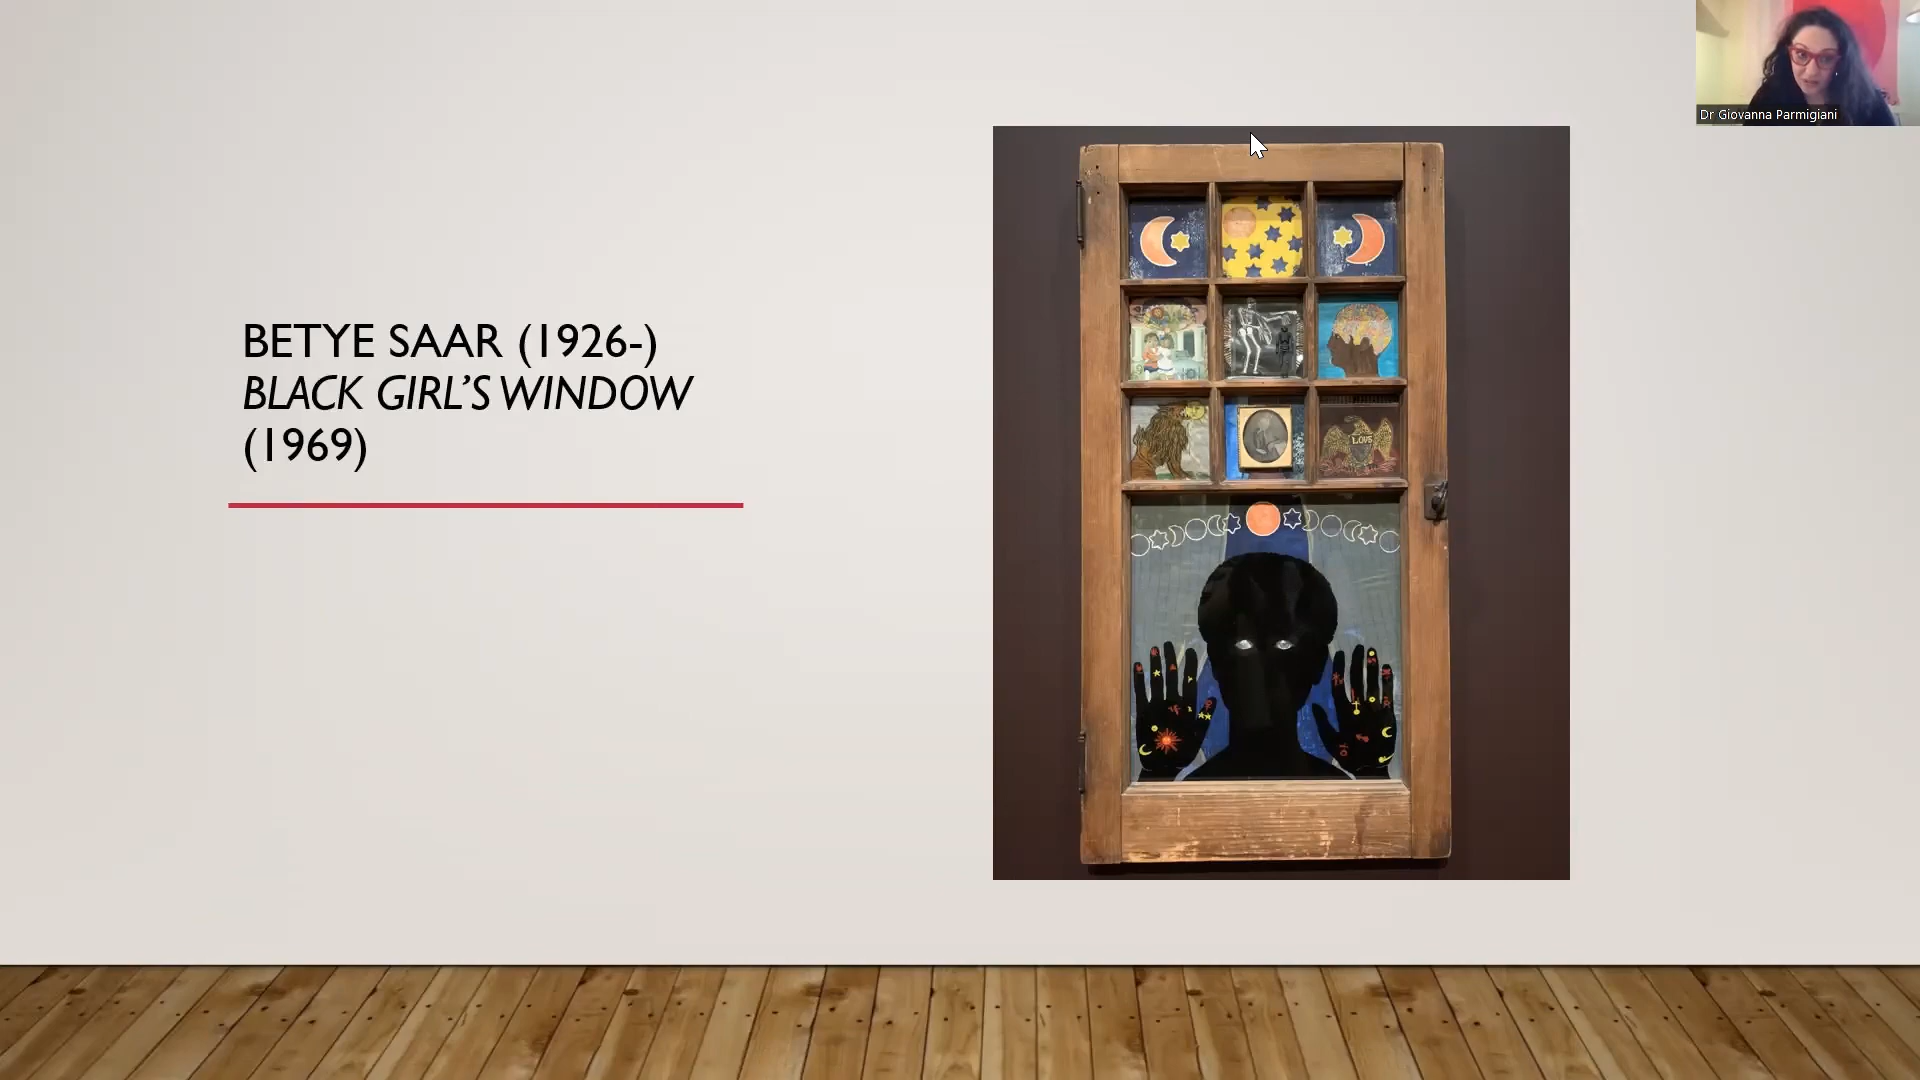 Dr Giovanna Parmigiani
BETYE SAAR (1926-)
BLACK GIRL’S WINDOW
(1969)
LOVE